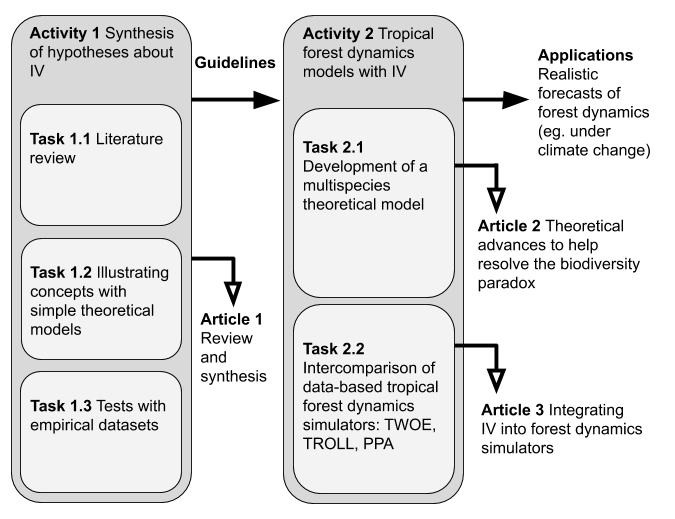 Activity 1 Synthesis
of hypotheses about
IV
Task 1.1 Literature
review
Task 1.2 Illustrating
concepts with
simple theoretical
models
Task 1.3 Tests with
empirical datasets
Guidelines
Article 1
Review
and
synthesis
Activity 2 Tropical
forest dynamics
models with IV
Task 2.1
Development of a
multispecies
theoretical model
Task 2.2
Intercomparison of
data-based tropical
forest dynamics
simulators: TWOE,
TROLL, PPA
Applications
Realistic
forecasts of
forest dynamics
(eg. under
climate change)
Article 2 Theoretical
advances to help
resolve the biodiversity
paradox
Article 3 Integrating
IV into forest dynamics
simulators